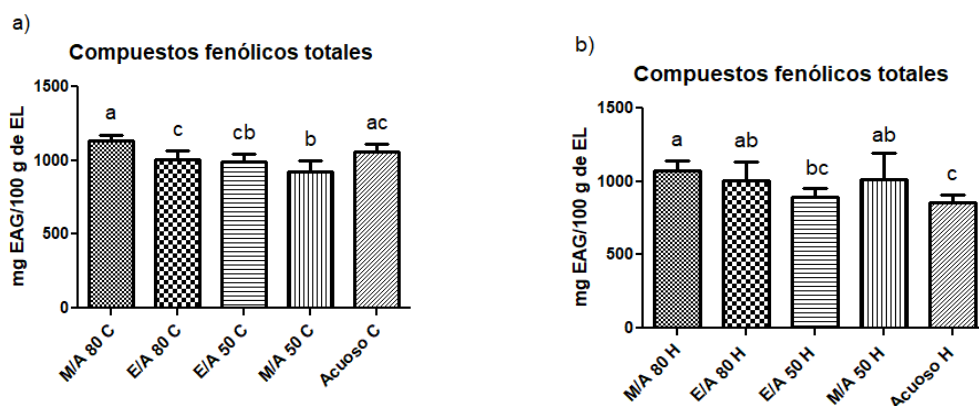 a)
Compuestos fenólicos totales
mg EAG/100 g de EL
1500
1000
500
0
a
c
cb
b
ac
M/A 80 C
E/A 80 C
E/A 50 C
M/A 50 C
Acuoso C
b)
Compuestos fenólicos totales
mg EAG/100 g de EL
1500
1000
500
0
a
ab
bc
ab
c
M/A 80 H
E/A 80 H
E/A 50 H
M/A 50 H
Acuoso H